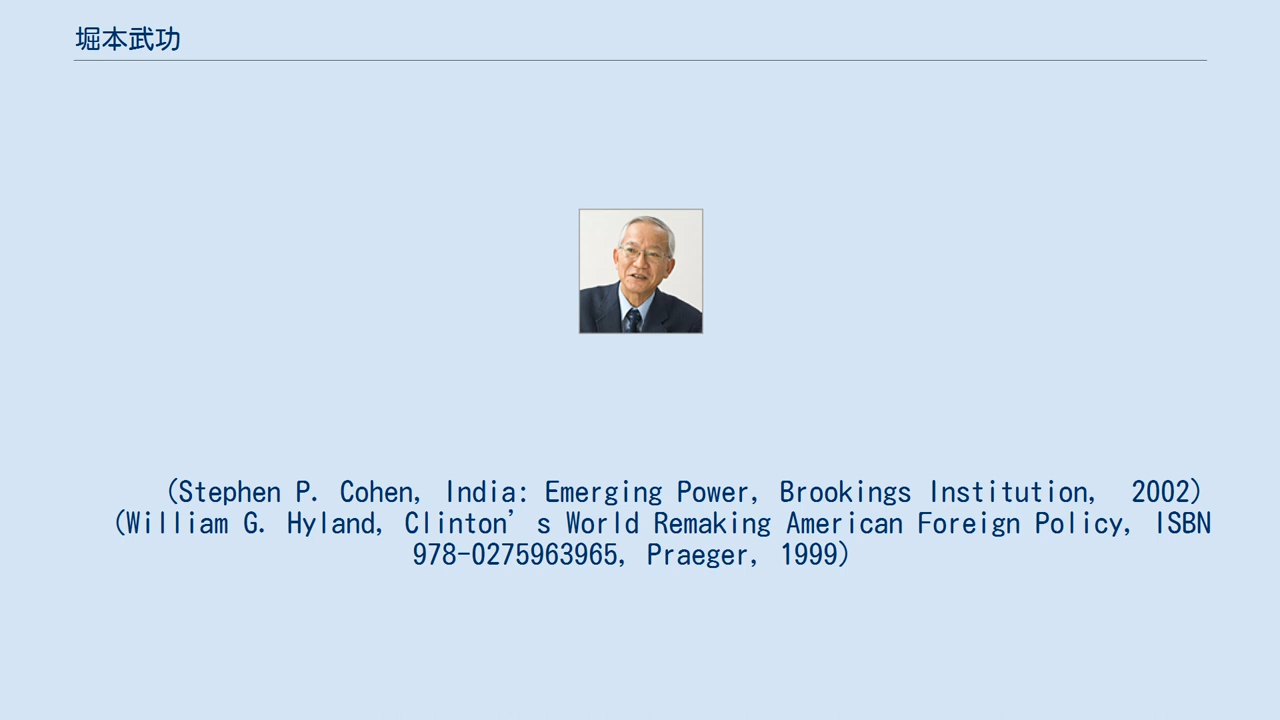 堀本武功
(Stephen P. Cohen, India: Emerging Power, Brookings Institution,  2002)
(William G. Hyland, Clinton’s World Remaking American Foreign Policy, ISBN
978-0275963965, Praeger, 1999)